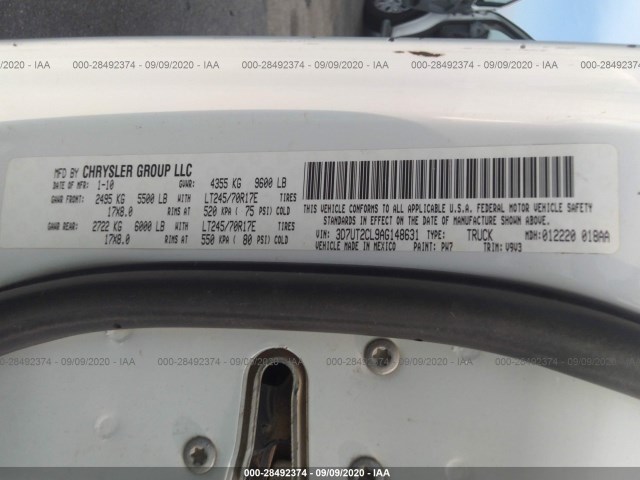 000-28492374 - 09/09/2020 - IAA 000-28492374 - 09/09/2020 - IAA 000-28492374 - 09/09/2020 - IAA 000-28492374 - 09/09/2020 - IAA
MFD BY CHRYSLER GROUP LLC
DATE OF MFR: 1-10 GVWR: 4355 KG 9600 LB
GAWR FRONT: 2495 KG 5500 LB WITH LT245/70R17E TIRES
17X8.0 RIMS AT 520 KPA ( 75 PSI) COLD
GAWR REAR: 2722 KG 6000 LB WITH LT245/70R17E TIRES
17X8.0 RIMS AT 550 KPA ( 80 PSI) COLD
THIS VEHICLE CONFORMS TO ALL APPLICABLE U.S.A. FEDERAL MOTOR VEHICLE SAFETY
STANDARDS IN EFFECT ON THE DATE OF MANUFACTURE SHOWN ABOVE.
VIN: 3D7UT2CL9AG148631 TYPE: TRUCK MDH: 012220 018AA
VEHICLE MADE IN MEXICO PAINT: PW7 TRIM: V9V3
000-28492374 - 09/09/2020 - IAA 000-28492374 - 09/09/2020 - IAA 000-28492374 - 09/09/2020 - IAA
000-28492374 - 09/09/2020 - IAA